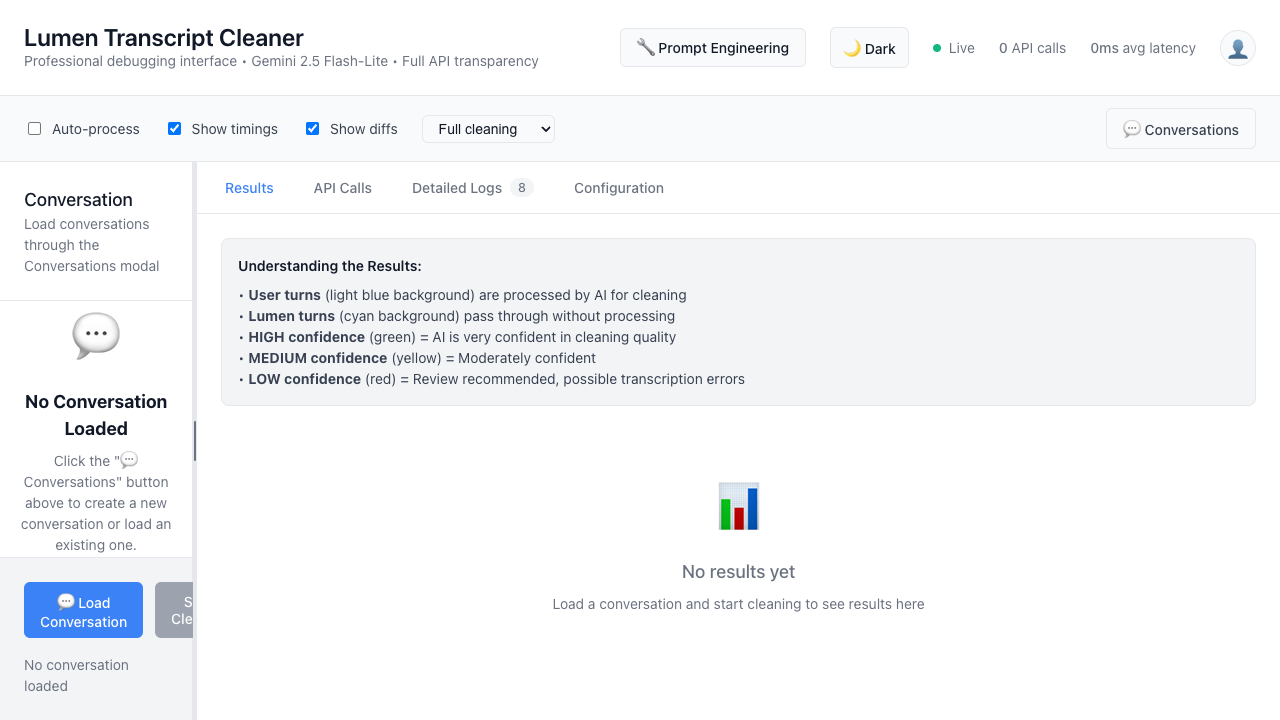 Lumen Transcript Cleaner
Professional debugging interface • Gemini 2.5 Flash-Lite • Full API transparency
🔧 Prompt Engineering
🌙 Dark
Live
0 API calls
0ms avg latency
Auto-process
Show timings
Show diffs
Full cleaning
💬 Conversations
Conversation
Load conversations
through the
Conversations modal
💬
No Conversation
Loaded
Click the "💬
Conversations" button
above to create a new
conversation or load an
existing one.
💬 Load
Conversation
No conversation
loaded
Results
API Calls
Detailed Logs 8
Configuration
Understanding the Results:
• User turns (light blue background) are processed by AI for cleaning
• Lumen turns (cyan background) pass through without processing
• HIGH confidence (green) = AI is very confident in cleaning quality
• MEDIUM confidence (yellow) = Moderately confident
• LOW confidence (red) = Review recommended, possible transcription errors
No results yet
Load a conversation and start cleaning to see results here